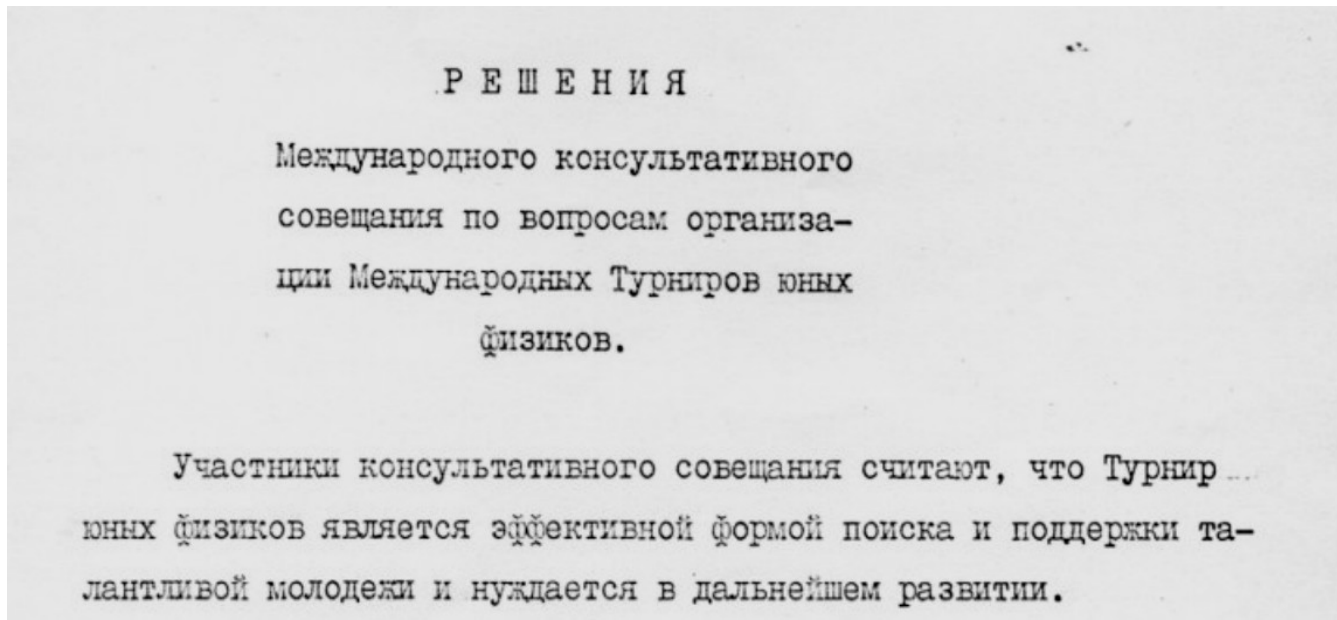 Р Е Ш Е Н И Я
Международного консультативного
совещания по вопросам организа-
ции Международных Турниров юных
физиков.
Участники консультативного совещания считают, что Турнир
юных физиков является эффективной формой поиска и поддержки та-
лантливой молодежи и нуждается в дальнейшем развитии.